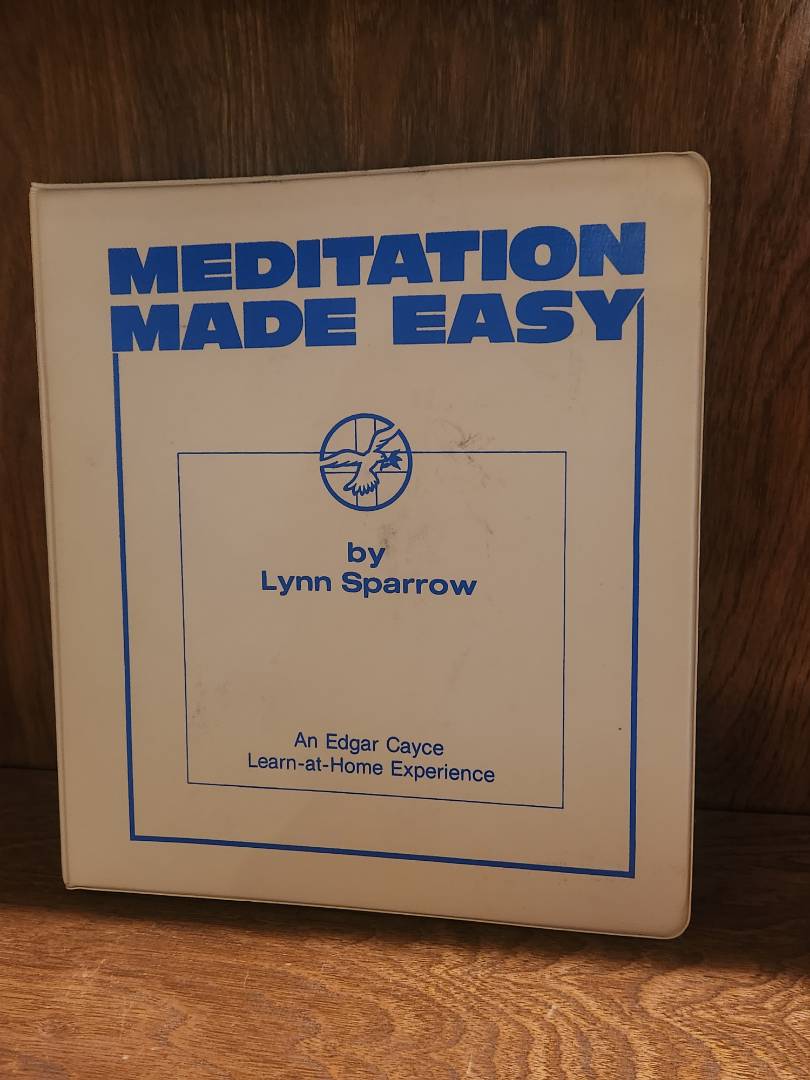 MEDITATION
MADE EASY
by
Lynn Sparrow
An Edgar Cayce
Learn-at-Home Experience